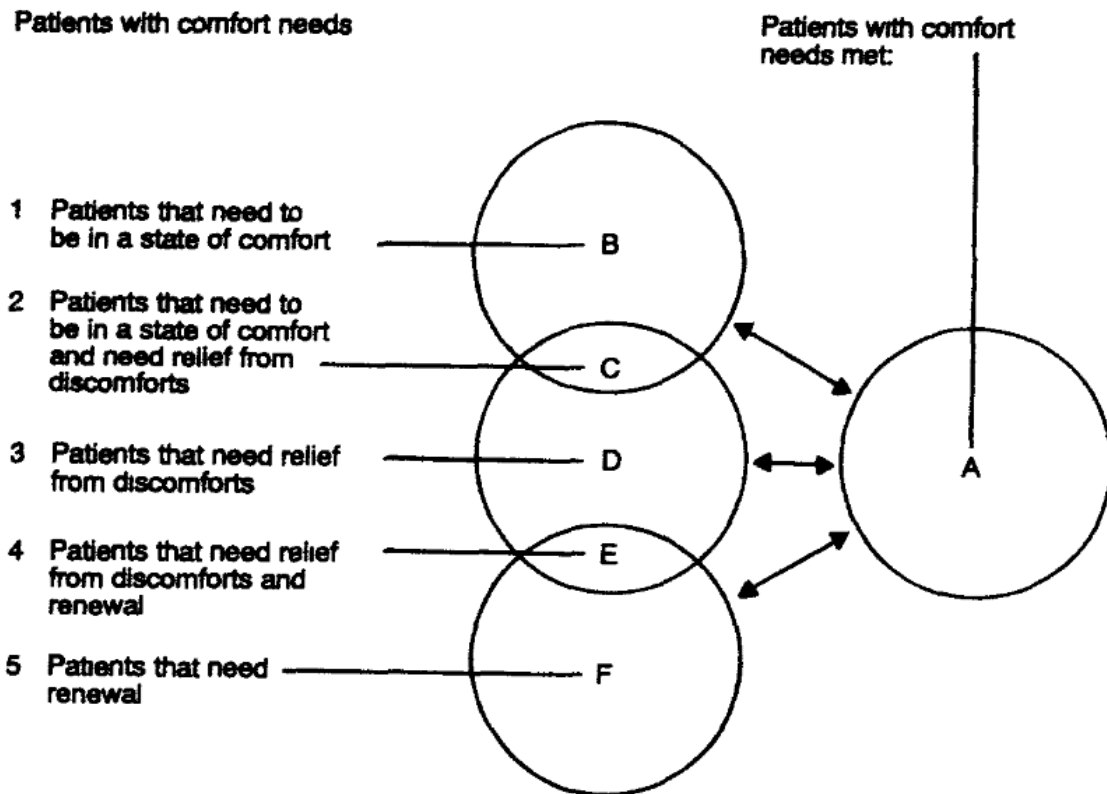 Patients with comfort needs
Patients with comfort
needs met:
1 Patients that need to
be in a state of comfort
B
2 Patients that need to
be in a state of comfort
and need relief from
discomforts
C
3 Patients that need relief
from discomforts
D
A
4 Patients that need relief
from discomforts and
renewal
E
5 Patients that need
renewal
F